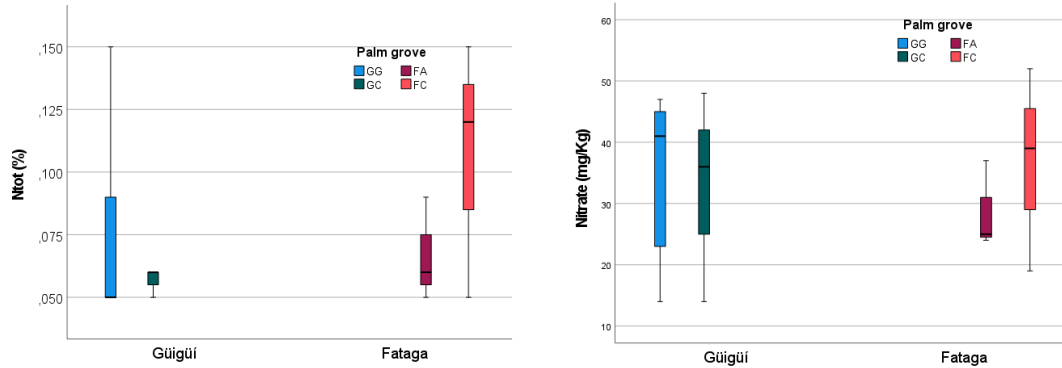 Ntot (%)
,150
,125
,100
,075
,050
Palm grove
GG FA
GC FC
Güigüí Fataga
Nitrate (mg/Kg)
60
50
40
30
20
10
Palm grove
GG FA
GC FC
Güigüí Fataga